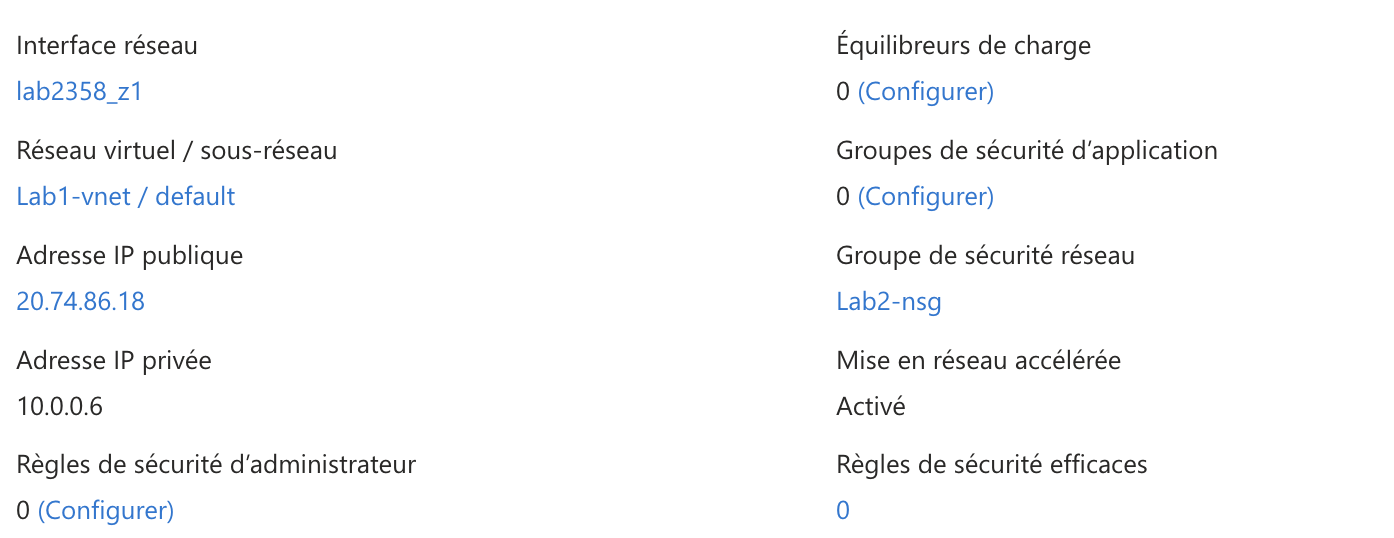 Interface réseau
lab2358_z1
Réseau virtuel / sous-réseau
Lab1-vnet / default
Adresse IP publique
20.74.86.18
Adresse IP privée
10.0.0.6
Règles de sécurité d’administrateur
0 (Configurer)
Équilibreurs de charge
0 (Configurer)
Groupes de sécurité d’application
0 (Configurer)
Groupe de sécurité réseau
Lab2-nsg
Mise en réseau accélérée
Activé
Règles de sécurité efficaces
0